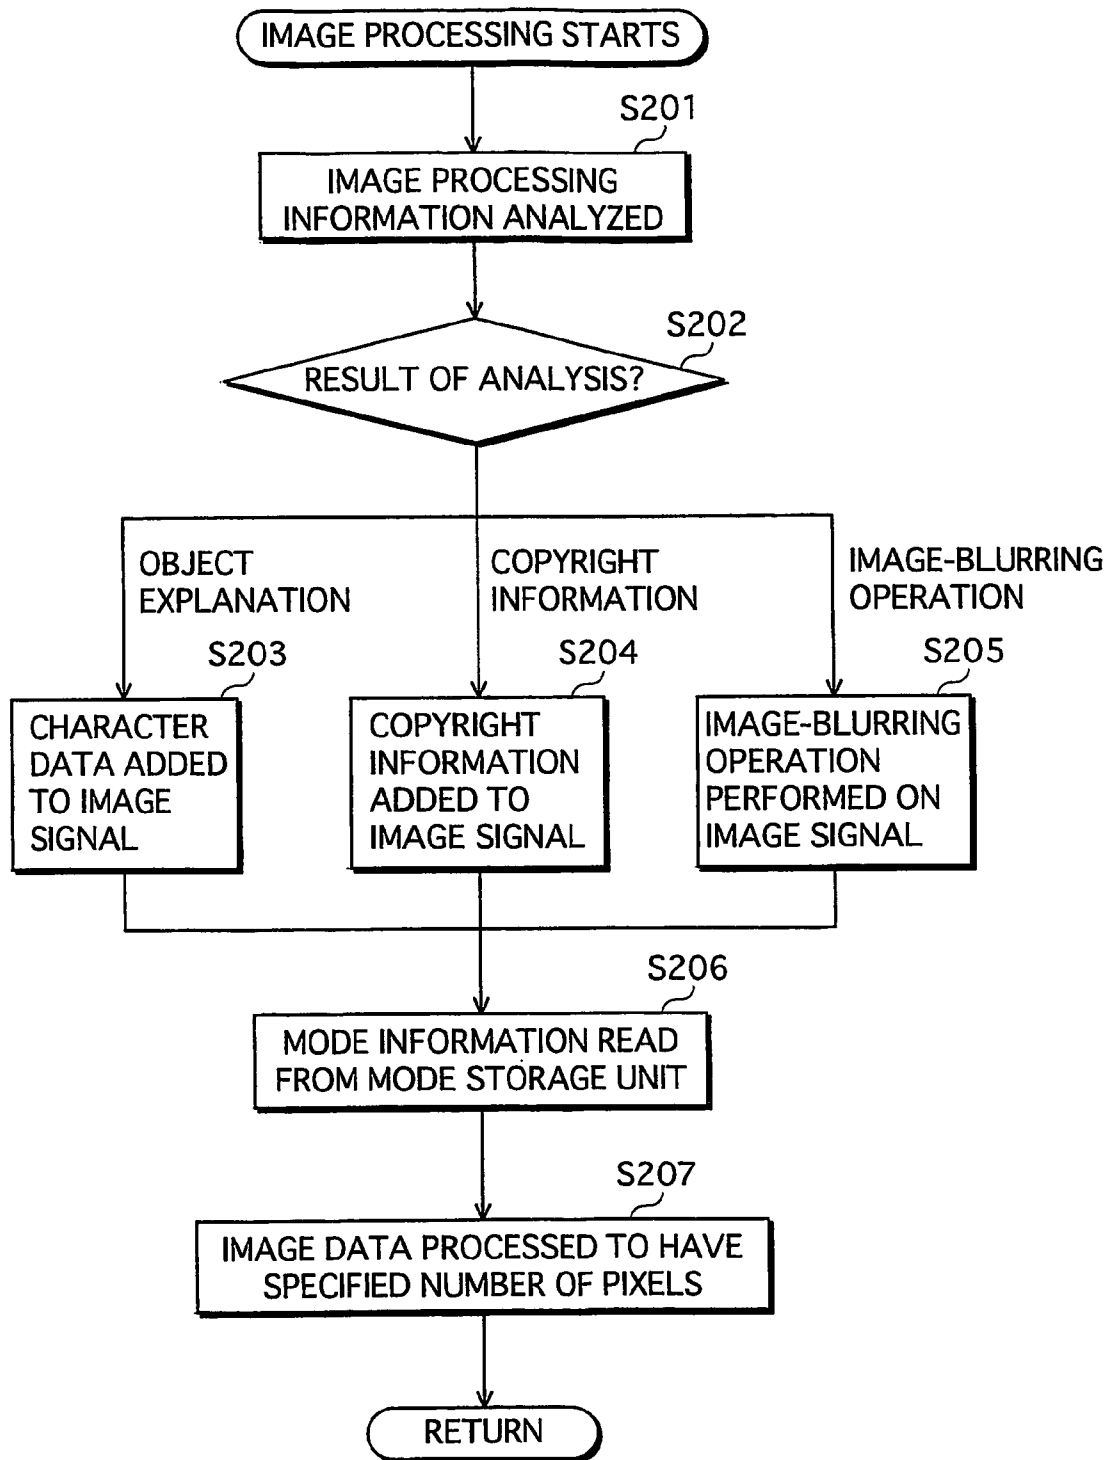 IMAGE PROCESSING STARTS
S201
IMAGE PROCESSING
INFORMATION ANALYZED
S202
RESULT OF ANALYSIS?
OBJECT
EXPLANATION
COPYRIGHT
INFORMATION
IMAGE-BLURRING
OPERATION
S203
CHARACTER
DATA ADDED
TO IMAGE
SIGNAL
S204
COPYRIGHT
INFORMATION
ADDED TO
IMAGE SIGNAL
S205
IMAGE-BLURRING
OPERATION
PERFORMED ON
IMAGE SIGNAL
S206
MODE INFORMATION READ
FROM MODE STORAGE UNIT
S207
IMAGE DATA PROCESSED TO HAVE
SPECIFIED NUMBER OF PIXELS
RETURN